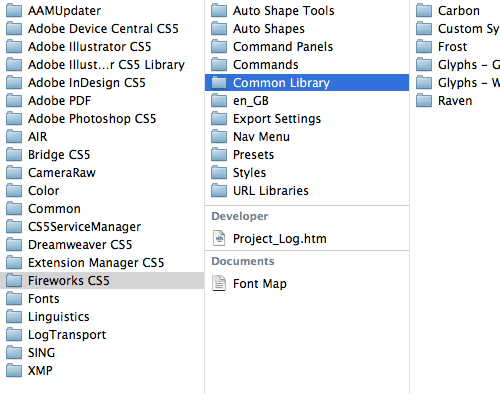 AAMUpdater
Adobe Device Central CS5
Adobe Illustrator CS5
Adobe Illust...r CS5 Library
Adobe InDesign CS5
Adobe PDF
Adobe Photoshop CS5
AIR
Bridge CS5
CameraRaw
Color
Common
CS5ServiceManager
Dreamweaver CS5
Extension Manager CS5
Fireworks CS5
Fonts
Linguistics
LogTransport
SING
XMP
Auto Shape Tools
Auto Shapes
Command Panels
Commands
Common Library
en_GB
Export Settings
Nav Menu
Presets
Styles
URL Libraries
Developer
Project_Log.htm
Documents
Font Map
Carbon
Custom Sy
Frost
Glyphs – G
Glyphs – W
Raven